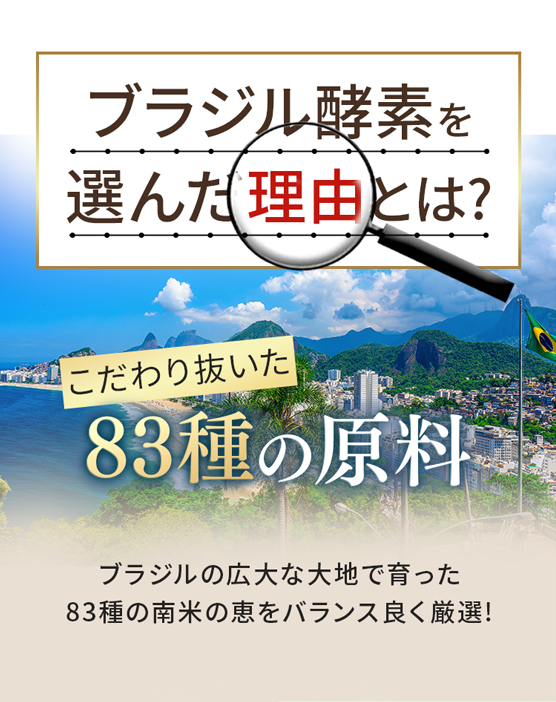 ブラジル酵素を
選んだ理由とは?
こだわり抜いた
83種の原料
ブラジルの広大な大地で育った
83種の南米の恵をバランス良く厳選!